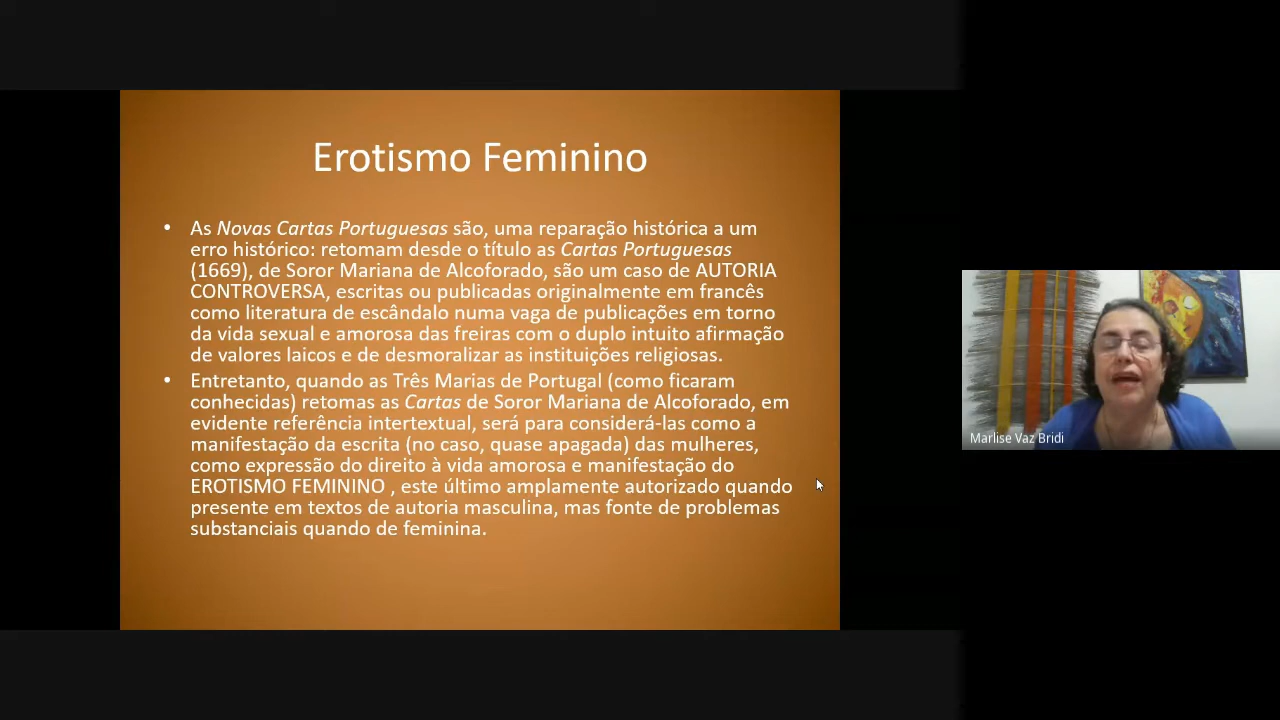 Erotismo Feminino
• As Novas Cartas Portuguesas são, uma reparação histórica a um
erro histórico: retomam desde o título as Cartas Portuguesas
(1669), de Soror Mariana de Alcoforado, são um caso de AUTORIA
CONTROVERSA, escritas ou publicadas originalmente em francês
como literatura de escândalo numa vaga de publicações em torno
da vida sexual e amorosa das freiras com o duplo intuito afirmação
de valores laicos e de desmoralizar as instituições religiosas.
• Entretanto, quando as Três Marias de Portugal (como ficaram
conhecidas) retomas as Cartas de Soror Mariana de Alcoforado, em
evidente referência intertextual, será para considerá-las como a
manifestação da escrita (no caso, quase apagada) das mulheres,
como expressão do direito à vida amorosa e manifestação do
EROTISMO FEMININO , este último amplamente autorizado quando
presente em textos de autoria masculina, mas fonte de problemas
substanciais quando de feminina.
Marlise Vaz Bridi